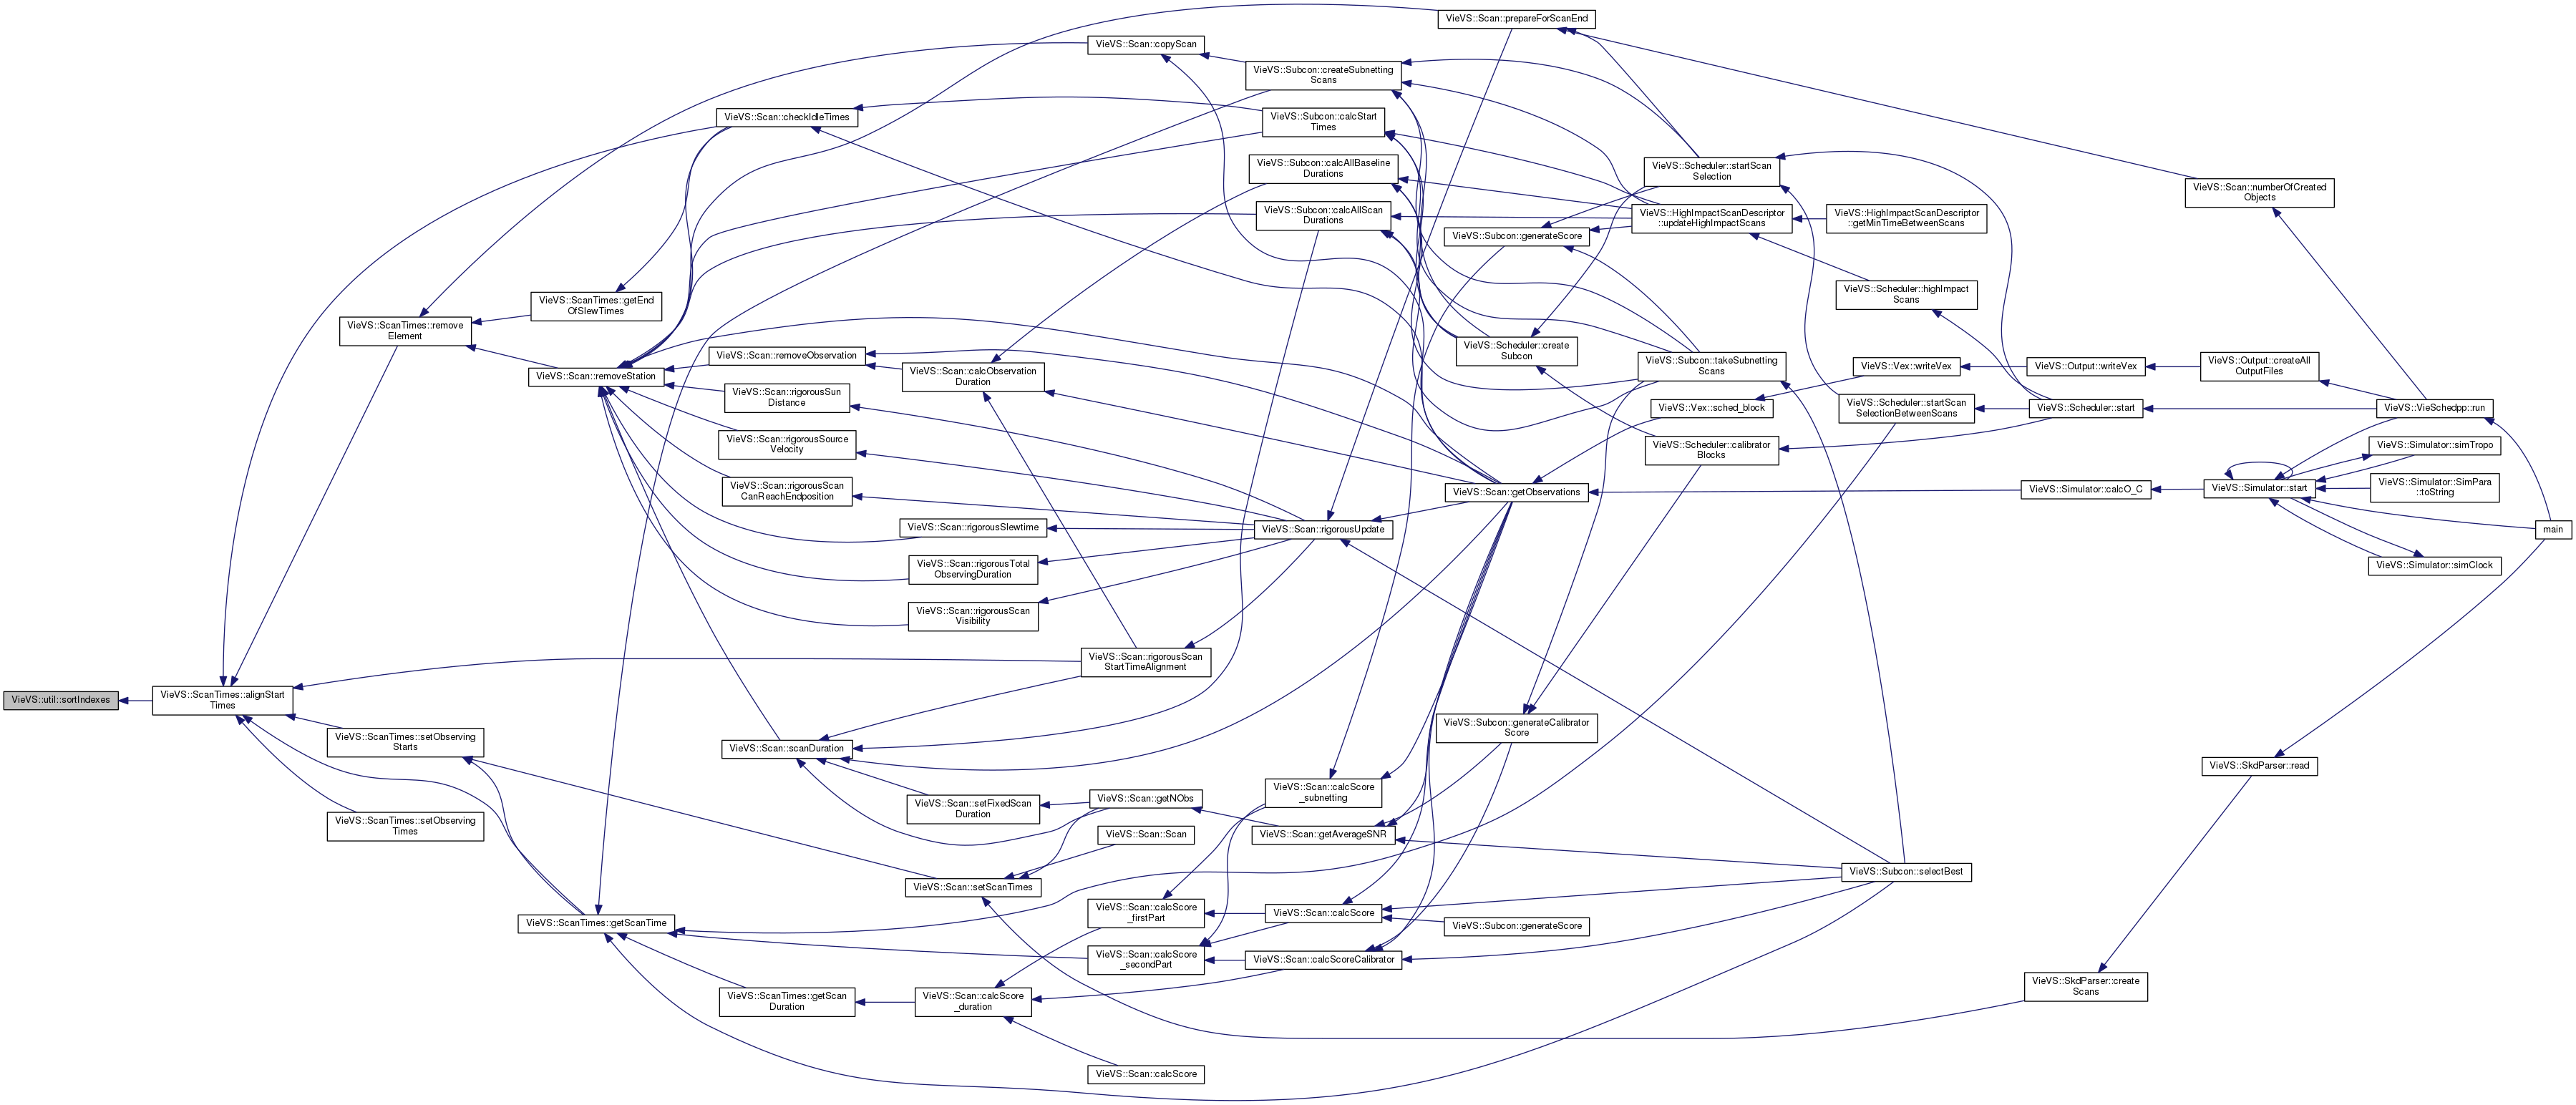 VieVS::util::sortIndexes
VieVS::ScanTimes::alignStart
Times
VieVS::ScanTimes::remove
Element
VieVS::ScanTimes::setObserving
Starts
VieVS::ScanTimes::setObserving
Times
VieVS::ScanTimes::getEnd
OfSlewTimes
VieVS::Scan::removeStation
VieVS::ScanTimes::getScanTime
VieVS::Scan::checkIdleTimes
VieVS::Scan::removeObservation
VieVS::Scan::rigorousSun
Distance
VieVS::Scan::rigorousSource
Velocity
VieVS::Scan::rigorousScan
CanReachEndposition
VieVS::Scan::scanDuration
VieVS::ScanTimes::getScan
Duration
VieVS::Scan::calcObservation
Duration
VieVS::Scan::rigorousSlewtime
VieVS::Scan::rigorousTotal
ObservingDuration
VieVS::Scan::rigorousScan
Visibility
VieVS::Scan::setFixedScan
Duration
VieVS::Scan::setScanTimes
VieVS::Scan::calcScore
_duration
VieVS::Scan::copyScan
VieVS::Scan::rigorousScan
StartTimeAlignment
VieVS::Scan::getNObs
VieVS::Scan::Scan
VieVS::Scan::calcScore
_firstPart
VieVS::Scan::calcScore
_secondPart
VieVS::Scan::calcScore
VieVS::Subcon::createSubnetting
Scans
VieVS::Subcon::calcStart
Times
VieVS::Subcon::calcAllBaseline
Durations
VieVS::Subcon::calcAllScan
Durations
VieVS::Scan::rigorousUpdate
VieVS::Scan::calcScore
_subnetting
VieVS::Scan::getAverageSNR
VieVS::Scan::calcScore
VieVS::Scan::calcScoreCalibrator
VieVS::Scan::prepareForScanEnd
VieVS::Subcon::generateScore
VieVS::Scheduler::create
Subcon
VieVS::Scan::getObservations
VieVS::Subcon::generateCalibrator
Score
VieVS::Subcon::generateScore
VieVS::Scheduler::startScan
Selection
VieVS::HighImpactScanDescriptor
::updateHighImpactScans
VieVS::Subcon::takeSubnetting
Scans
VieVS::Vex::sched_block
VieVS::Scheduler::calibrator
Blocks
VieVS::HighImpactScanDescriptor
::getMinTimeBetweenScans
VieVS::Scheduler::highImpact
Scans
VieVS::Vex::writeVex
VieVS::Scheduler::startScan
SelectionBetweenScans
VieVS::Subcon::selectBest
VieVS::Output::writeVex
VieVS::Scheduler::start
VieVS::Simulator::calcO_C
VieVS::SkdParser::create
Scans
VieVS::Scan::numberOfCreated
Objects
VieVS::Output::createAll
OutputFiles
VieVS::Simulator::start
VieVS::SkdParser::read
VieVS::VieSchedpp::run
VieVS::Simulator::simTropo
VieVS::Simulator::SimPara
::toString
VieVS::Simulator::simClock
main